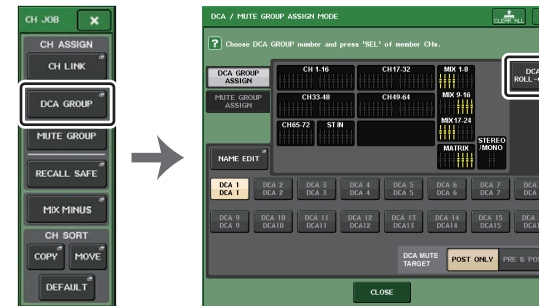 CH JOB
CH ASSIGN
CH LINK
DCA GROUP
MUTE GROUP
RECALL SAFE
MIX MINUS
CH SORT
COPY MOVE
DEFAULT
DCA / MUTE GROUP ASSIGN MODE
CLEAR ALL
? Choose DCA GROUP number and press 'SEL' of member CHs.
DCA GROUP ASSIGN
MUTE GROUP ASSIGN
NAME EDIT
CH 1-16
CH17-32
MIX 1-8
CH33-48
CH49-64
MIX 9-16
CH65-72
ST IN
MIX17-24
MATRIX
STEREO /MONO
DCA
DCA 1 DCA 2 DCA 3 DCA 4 DCA 5 DCA 6 DCA 7 DCA
DCA 1 DCA 2 DCA 3 DCA 4 DCA 5 DCA 6 DCA 7 DCA
DCA 9 DCA 10 DCA 11 DCA 12 DCA 13 DCA 14 DCA 15 DCA
DCA 9 DCA10 DCA11 DCA12 DCA13 DCA14 DCA15
DCA MUTE TARGET
POST ONLY
PRE &
CLOSE